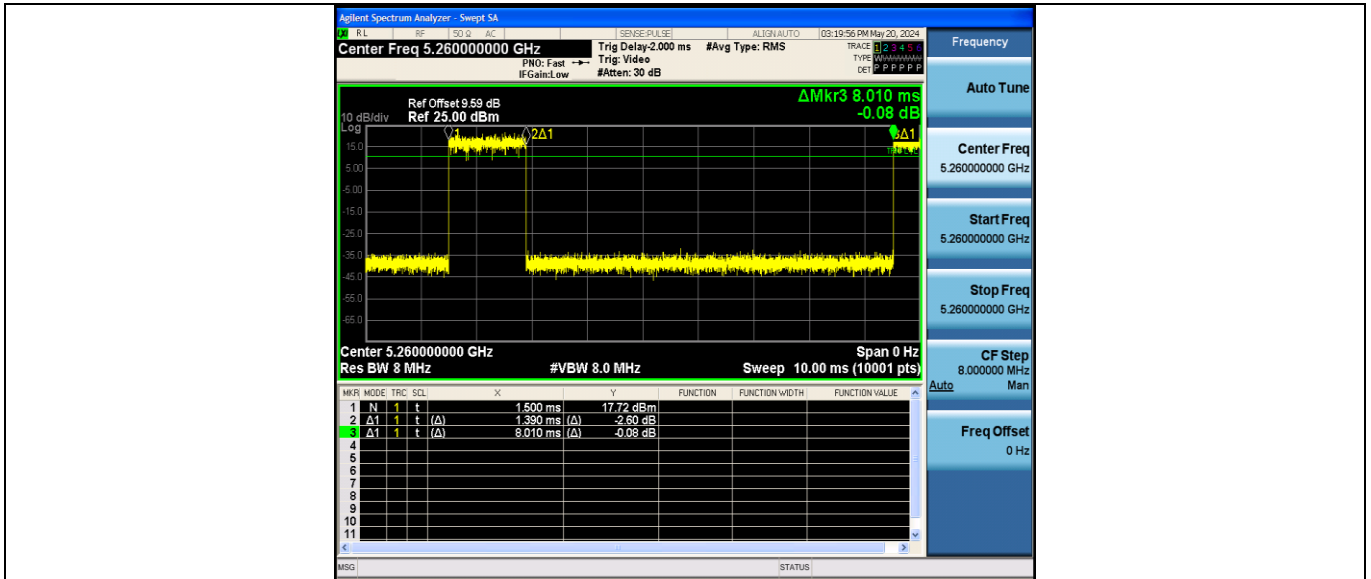 Agilent Spectrum Analyzer - Swept SA
LXI RL RF 50 Ω AC SENSE:PULSE ALIGN AUTO 03:19:56 PM May 20, 2024
Center Freq 5.260000000 GHz
Trig Delay-2.000 ms #Avg Type: RMS
TRACE 1 2 3 4 5 6
PNO: Fast
Trig: Video
TYPE
IFGain:Low
#Atten: 30 dB
DET P P P P P P
Frequency
Auto Tune
Center Freq
5.260000000 GHz
Start Freq
5.260000000 GHz
Stop Freq
5.260000000 GHz
CF Step
8.000000 MHz
Auto Man
Freq Offset
0 Hz
ΔMkr3 8.010 ms
-0.08 dB
Ref Offset 9.59 dB
10 dB/div Ref 25.00 dBm
Log
1
2Δ1
3Δ1
15.0
5.00
-5.00
-15.0
-25.0
-35.0
-45.0
-55.0
-65.0
Center 5.260000000 GHz Span 0 Hz
Res BW 8 MHz #VBW 8.0 MHz Sweep 10.00 ms (10001 pts)
MKR MODE TRC SCL X Y FUNCTION FUNCTION WIDTH FUNCTION VALUE
1 N 1 t 1.500 ms 17.72 dBm
2 Δ1 1 t (Δ) 1.390 ms (Δ) -2.60 dB
3 Δ1 1 t (Δ) 8.010 ms (Δ) -0.08 dB
4
5
6
7
8
9
10
11
MSG STATUS